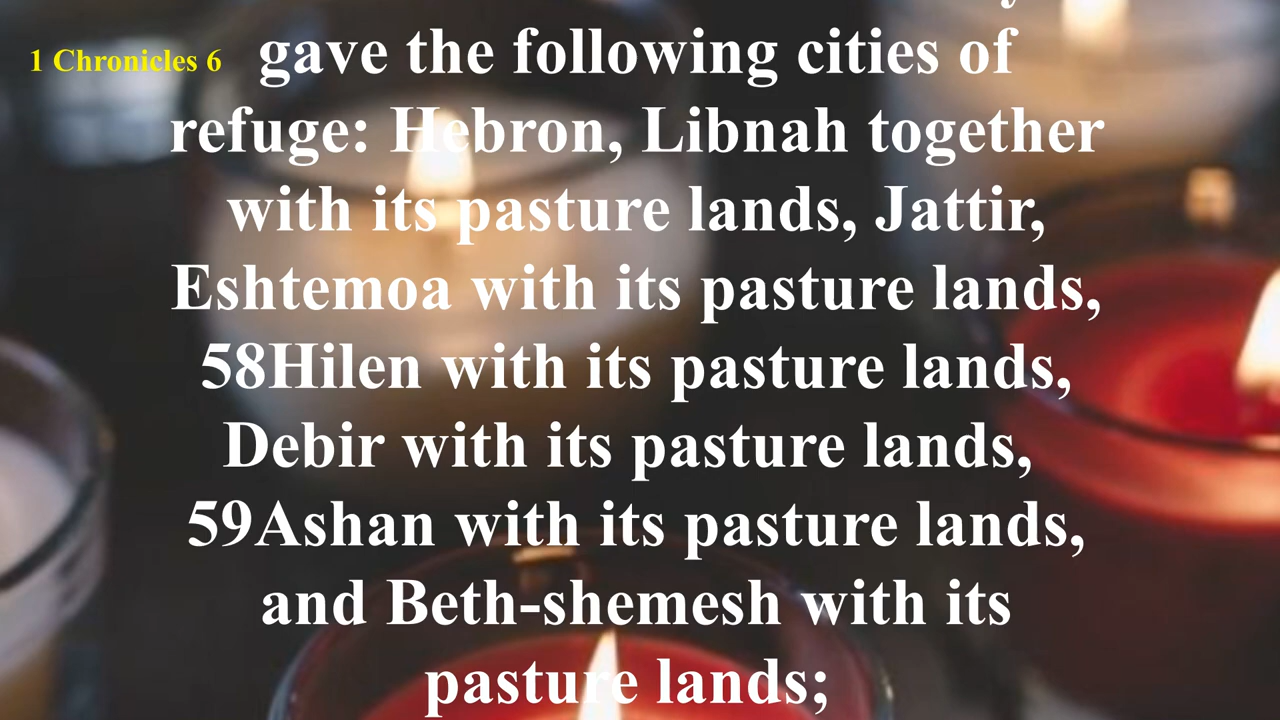 1 Chronicles 6
gave the following cities of
refuge: Hebron, Libnah together
with its pasture lands, Jattir,
Eshtemoa with its pasture lands,
58Hilen with its pasture lands,
Debir with its pasture lands,
59Ashan with its pasture lands,
and Beth-shemesh with its
pasture lands;